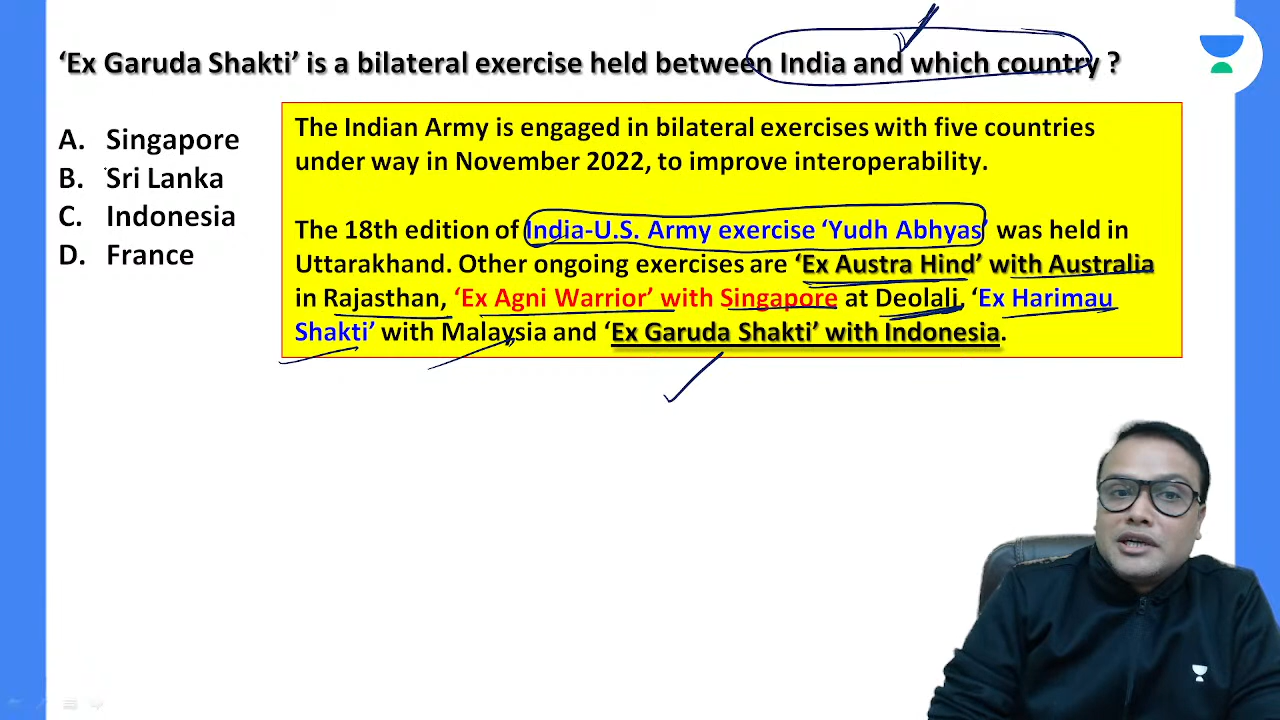 ‘Ex Garuda Shakti’ is a bilateral exercise held between India and which country ?
A. Singapore
B. Sri Lanka
C. Indonesia
D. France
The Indian Army is engaged in bilateral exercises with five countries
under way in November 2022, to improve interoperability.
The 18th edition of India-U.S. Army exercise ‘Yudh Abhyas’ was held in
Uttarakhand. Other ongoing exercises are ‘Ex Austra Hind’ with Australia
in Rajasthan, ‘Ex Agni Warrior’ with Singapore at Deolali, ‘Ex Harimau
Shakti’ with Malaysia and ‘Ex Garuda Shakti’ with Indonesia.